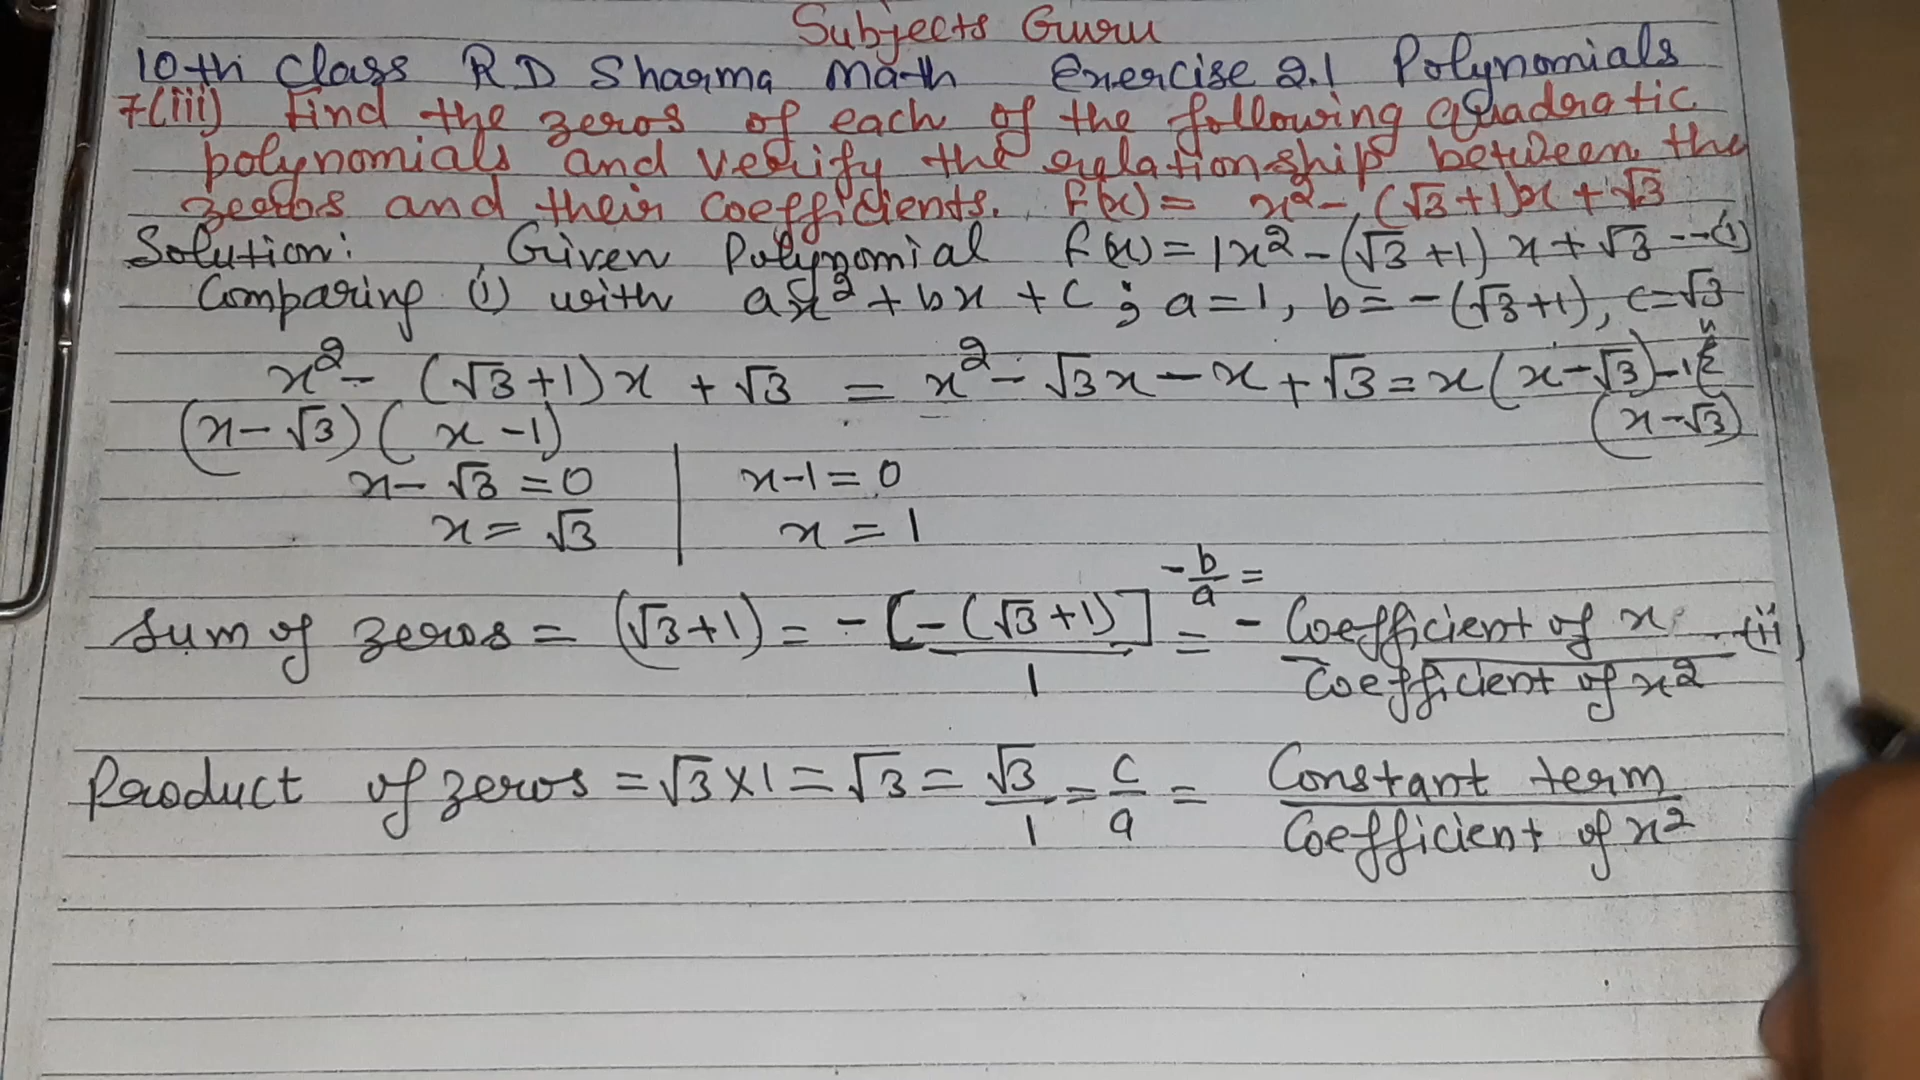 Subjects Guru
10th Class RD Sharma Math Exercise 2.1 Polynomials
7(iii) Find the zeros of each of the following quadratic
polynomials and verify the relationship between the
zeros and their coefficients. f(x) = x² - (√3+1)x + √3
Solution: Given Polynomial f(x) = 1x² - (√3+1)x + √3 ---(i)
Comparing (i) with ax² + bx + c ; a=1, b= -(√3+1), c=√3
x² - (√3+1)x + √3 = x² - √3x - x + √3 = x(x-√3) -1
(x-√3)
(x-√3)(x-1)
x-√3 = 0 | x-1 = 0
x = √3 | x = 1
Sum of zeros = (√3+1) = -[-(√3+1)]/1 = -b/a = -Coefficient of x / Coefficient of x² --(ii)
Product of zeros = √3×1 = √3 = √3/1 = c/a = Constant term / Coefficient of x²